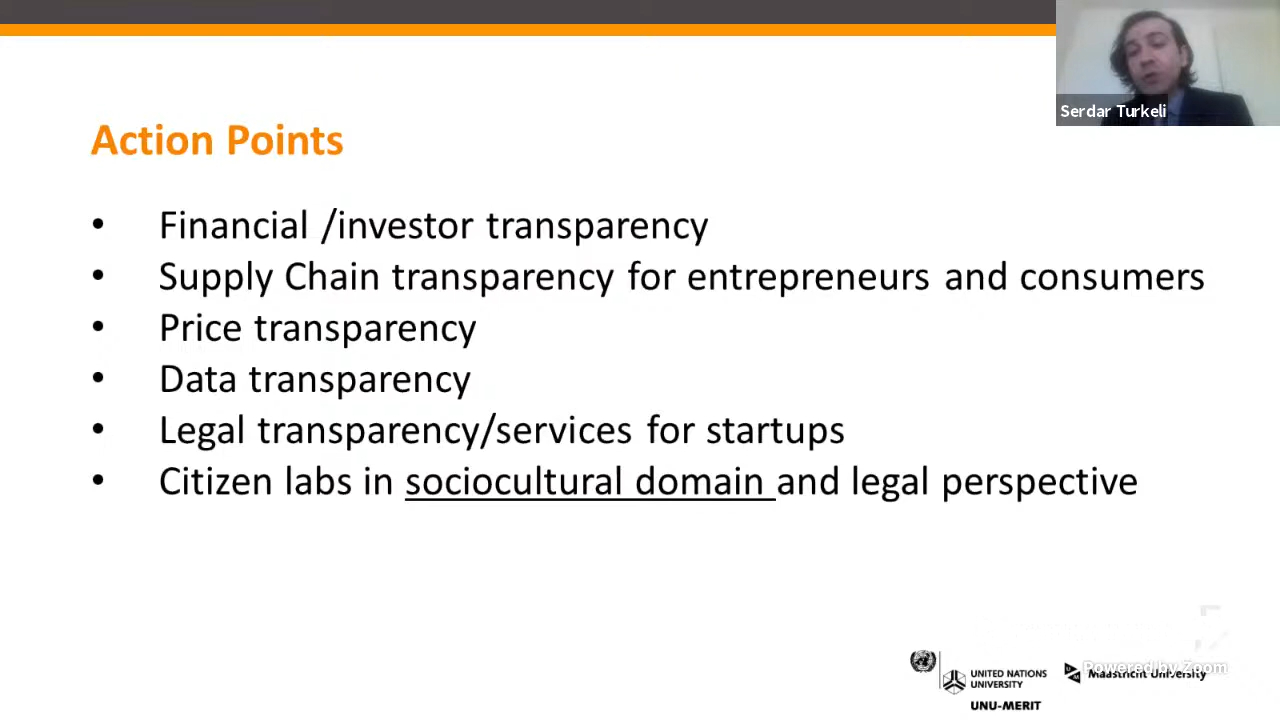 Serdar Turkeli
Action Points
• Financial /investor transparency
• Supply Chain transparency for entrepreneurs and consumers
• Price transparency
• Data transparency
• Legal transparency/services for startups
• Citizen labs in sociocultural domain and legal perspective
UNITED NATIONS
UNIVERSITY
UNU-MERIT
Maastricht University
Powered by Zoom